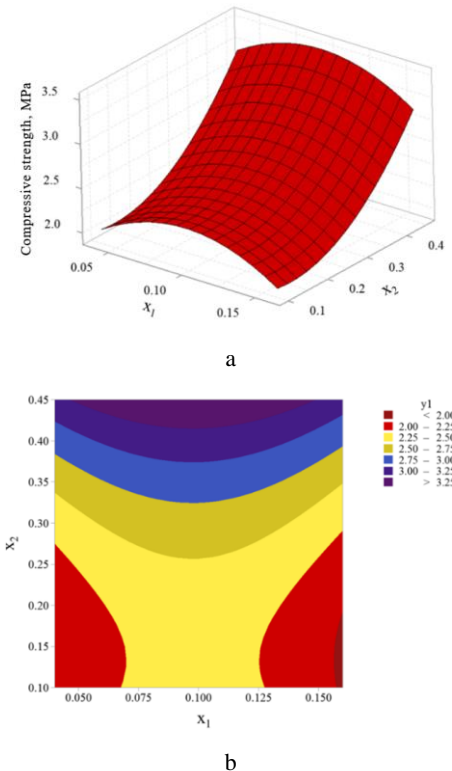 Compressive strength, MPa
3.5
3.0
2.5
2.0
0.05
0.10
0.15
x1
0.1
0.2
0.3
0.4
x2
a
0.45
0.40
0.35
0.30
0.25
0.20
0.15
0.10
x2
0.050
0.075
0.100
0.125
0.150
x1
y1
< 2.00
2.00 – 2.25
2.25 – 2.50
2.50 – 2.75
2.75 – 3.00
3.00 – 3.25
> 3.25
b